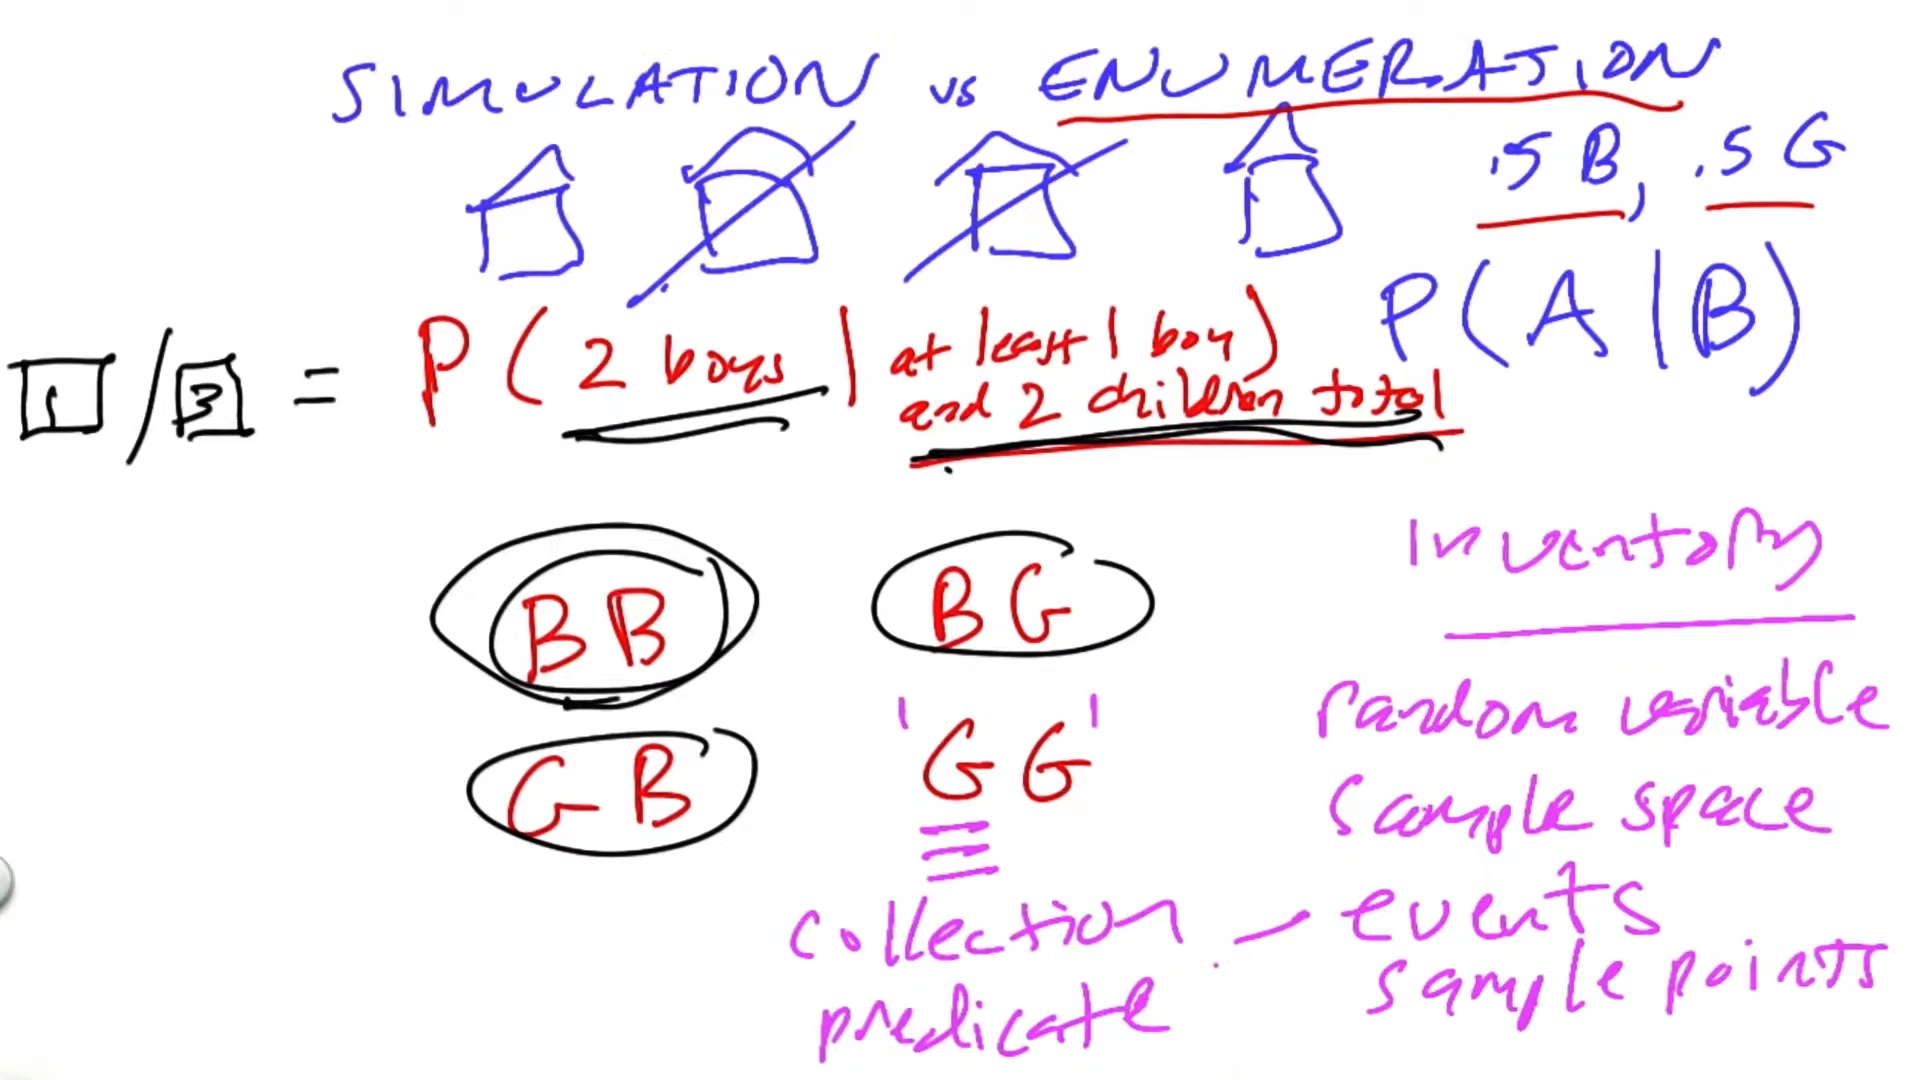 SIMULATION vs ENUMERATION
.5 B, .5 G
P(A|B)
1/3 = P(2 boys | at least 1 boy)
and 2 children total
BB BG
GB 'GG'
Inventory
random variable
sample space
collection - events
predicate sample points